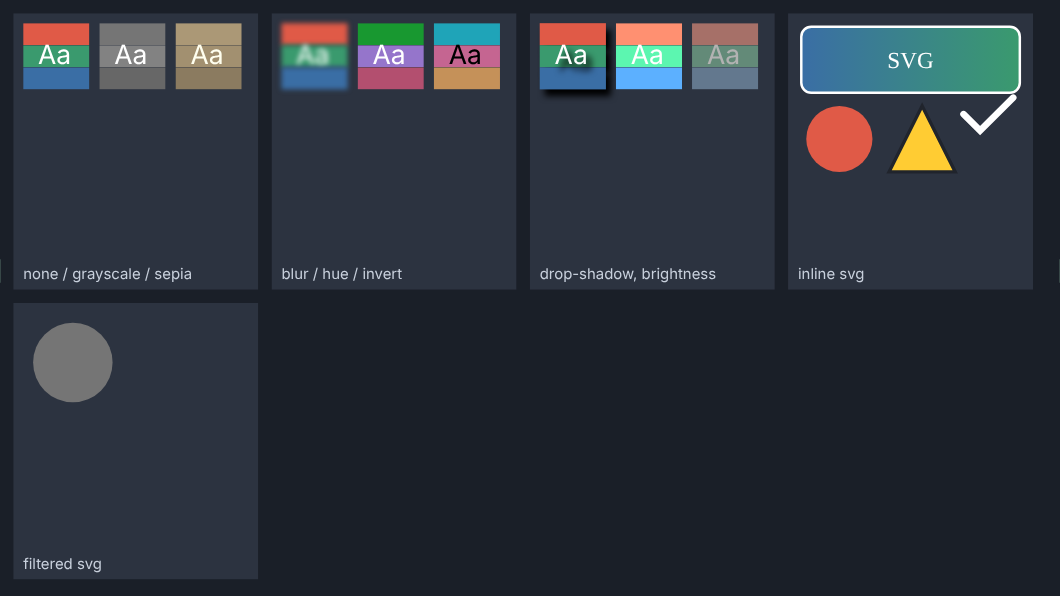 Aa Aa Aa
none / grayscale / sepia
Aa Aa Aa
blur / hue / invert
Aa Aa Aa
drop-shadow, brightness
SVG
inline svg
filtered svg